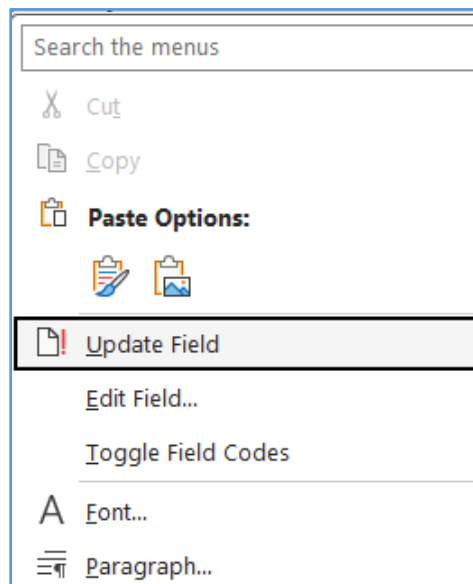 Search the menus
Cut
Copy
Paste Options:
Update Field
Edit Field...
Toggle Field Codes
Font...
Paragraph...